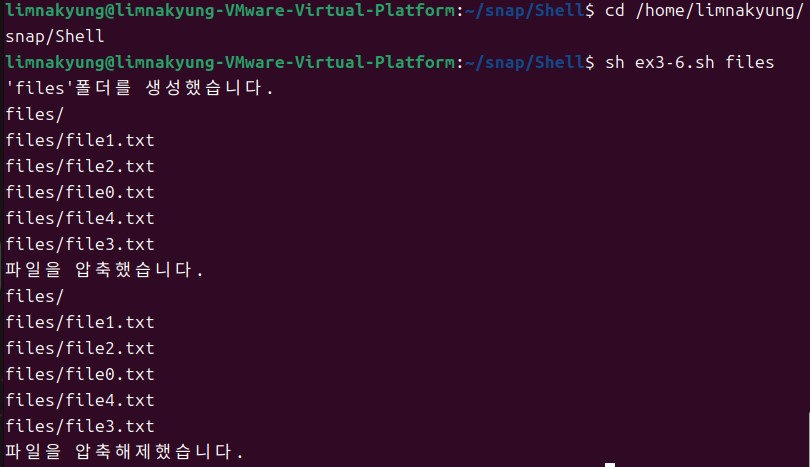 limnakyung@limnakyung-VMware-Virtual-Platform:~/snap/Shell$ cd /home/limnakyung/
snap/Shell
limnakyung@limnakyung-VMware-Virtual-Platform:~/snap/Shell$ sh ex3-6.sh files
'files'폴더를 생성했습니다.
files/
files/file1.txt
files/file2.txt
files/file0.txt
files/file4.txt
files/file3.txt
파일을 압축했습니다.
files/
files/file1.txt
files/file2.txt
files/file0.txt
files/file4.txt
files/file3.txt
파일을 압축해제했습니다.